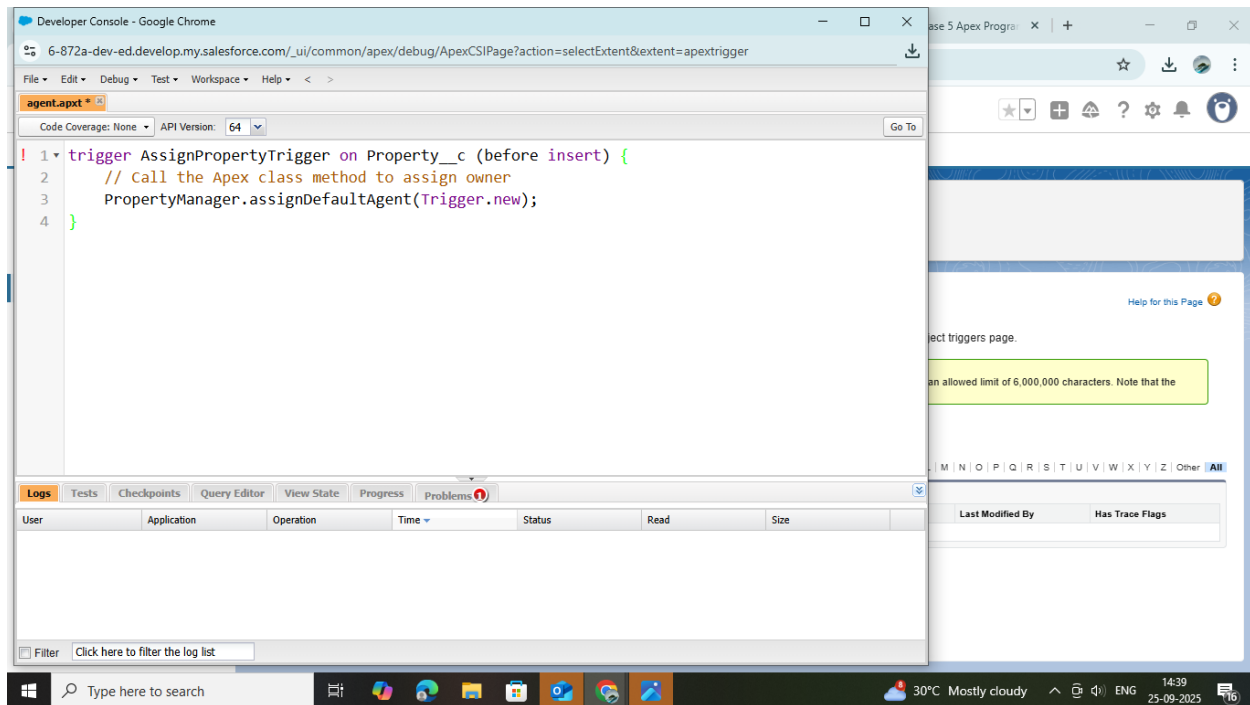 Developer Console - Google Chrome
6-872a-dev-ed.develop.my.salesforce.com/_ui/common/apex/debug/ApexCSIPage?action=selectExtent&extent=apextrigger
File Edit Debug Test Workspace Help < >
agent.apxt *
Code Coverage: None API Version: 64 Go To
! 1 trigger AssignPropertyTrigger on Property__c (before insert) {
2 // Call the Apex class method to assign owner
3 PropertyManager.assignDefaultAgent(Trigger.new);
4 }
Logs Tests Checkpoints Query Editor View State Progress Problems 1
User Application Operation Time Status Read Size
Filter Click here to filter the log list
ase 5 Apex Progra
Help for this Page ?
ject triggers page.
an allowed limit of 6,000,000 characters. Note that the
M | N | O | P | Q | R | S | T | U | V | W | X | Y | Z | Other All
Last Modified By Has Trace Flags
Type here to search
30°C Mostly cloudy ENG 14:39
25-09-2025 16